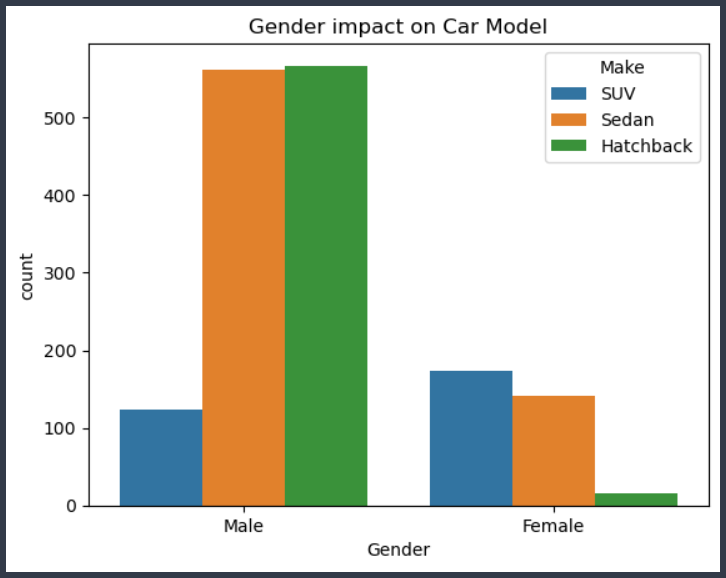 Gender impact on Car Model
Make
SUV
Sedan
Hatchback
500
400
300
200
100
0
count
Male Female
Gender